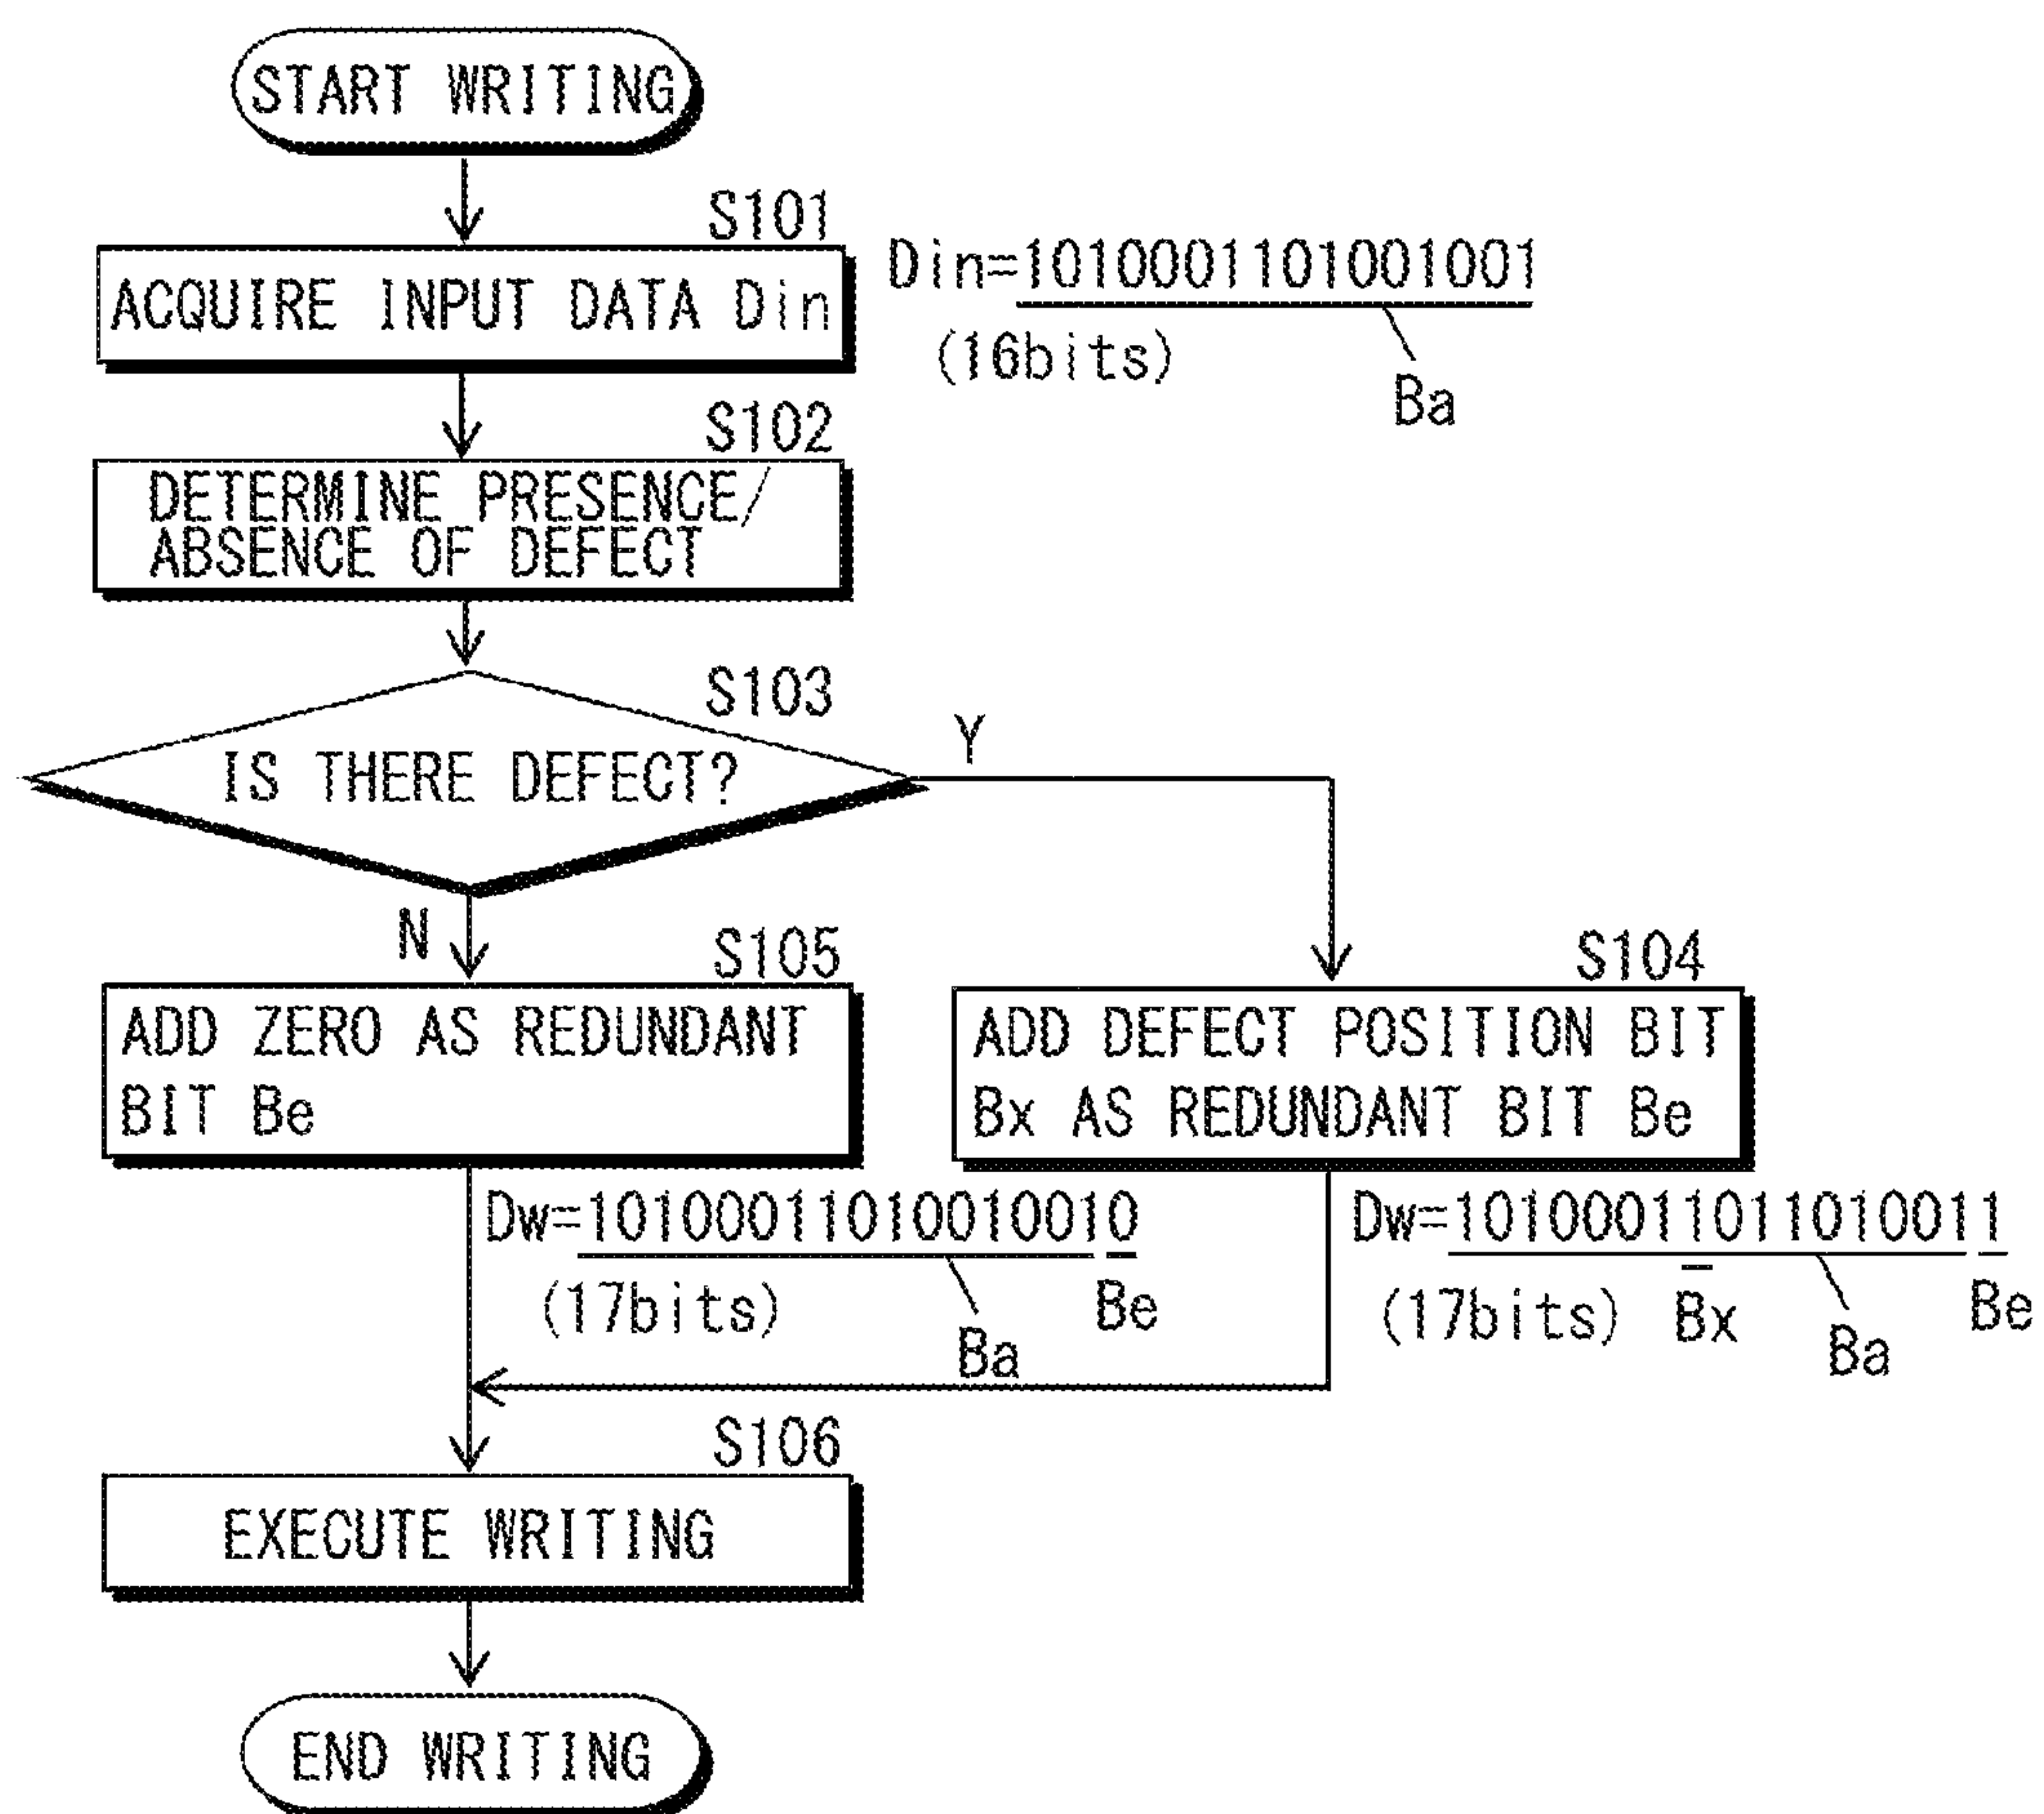 START WRITING
S101
ACQUIRE INPUT DATA Din
Din=1010001101001001
(16bits)
Ba
S102
DETERMINE PRESENCE/
ABSENCE OF DEFECT
S103
IS THERE DEFECT?
Y
N
S105
ADD ZERO AS REDUNDANT
BIT Be
S104
ADD DEFECT POSITION BIT
Bx AS REDUNDANT BIT Be
Dw=10100011010010010
(17bits)
Ba
Be
Dw=10100011011010011
(17bits)
Bx
Ba
Be
S106
EXECUTE WRITING
END WRITING